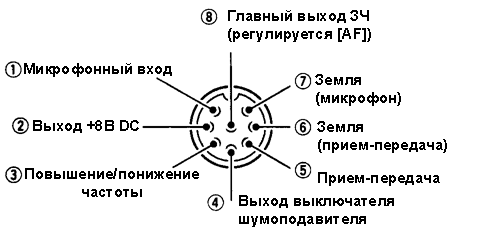 ⑧ Главный выход ЗЧ
(регулируется [AF])
① Микрофонный вход
⑦ Земля
(микрофон)
② Выход +8В DC
⑥ Земля
(прием-передача)
③ Повышение/понижение
частоты
⑤ Прием-передача
④ Выход выключателя
шумоподавителя